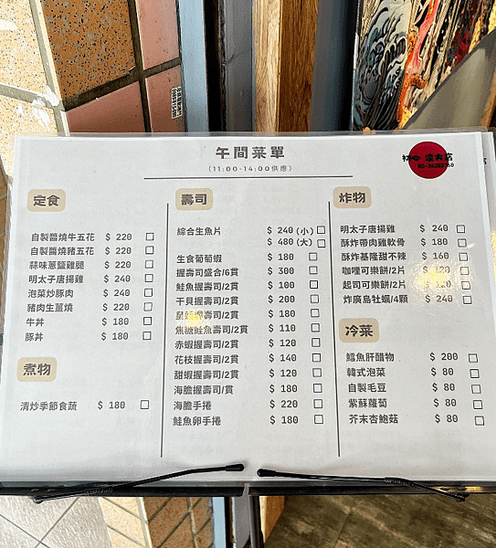 午間菜單
(11:00-14:00供應)
定食
自製醬燒牛五花 $ 220
自製醬燒豬五花 $ 220
蒜味蔥鹽雞腿 $ 220
明太子唐揚雞 $ 240
泡菜炒豚肉 $ 240
豬肉生薑燒 $ 220
牛丼 $ 180
豚丼 $ 180
煮物
清炒季節食蔬 $ 180
壽司
綜合生魚片 $ 240 (小)
$ 480 (大)
生食葡萄蝦 $ 180
握壽司盛合/6貫 $ 300
鮭魚握壽司/2貫 $ 100
干貝握壽司/2貫 $ 200
握壽司/2貫 $ 180
焦糖鮭魚壽司/2貫 $ 110
赤蝦握壽司/2貫 $ 120
花枝握壽司/2貫 $ 140
甜蝦握壽司/2貫 $ 120
海膽握壽司/貫 $ 180
海膽手捲 $ 220
鮭魚卵手捲 $ 180
炸物
明太子唐揚雞 $ 240
酥炸帶肉雞軟骨 $ 180
酥炸基隆甜不辣 $ 160
咖哩可樂餅/2片 $ 120
起司可樂餅/2片 $ 120
炸廣島牡蠣/4顆 $ 240
冷菜
鱈魚肝醋物 $ 200
韓式泡菜 $ 80
自製毛豆 $ 80
紫蘇蘿蔔 $ 80
芥末杏鮑菇 $ 80